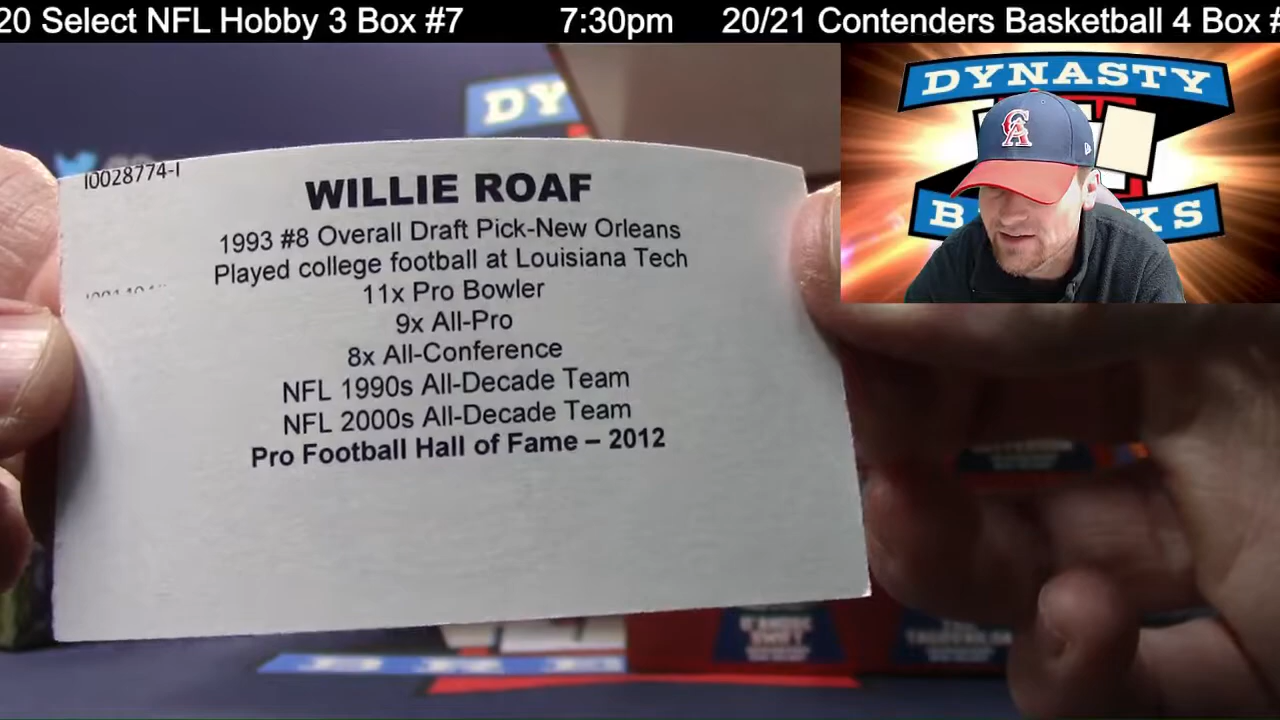 20 Select NFL Hobby 3 Box #7 7:30pm 20/21 Contenders Basketball 4 Box #
DYNASTY
DY
CA
I0028774-I
WILLIE ROAF
1993 #8 Overall Draft Pick-New Orleans
Played college football at Louisiana Tech
11x Pro Bowler
9x All-Pro
8x All-Conference
NFL 1990s All-Decade Team
NFL 2000s All-Decade Team
Pro Football Hall of Fame – 2012